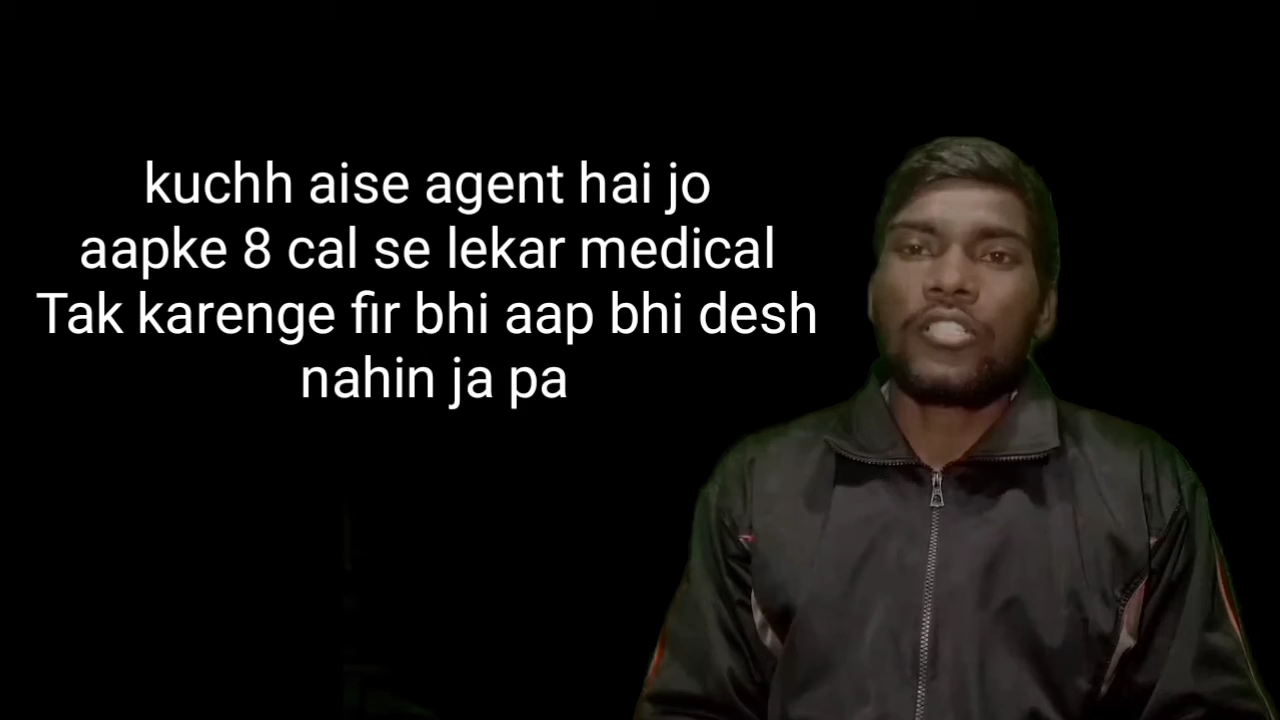 kuchh aise agent hai jo
aapke 8 cal se lekar medical
Tak karenge fir bhi aap bhi desh
nahin ja pa